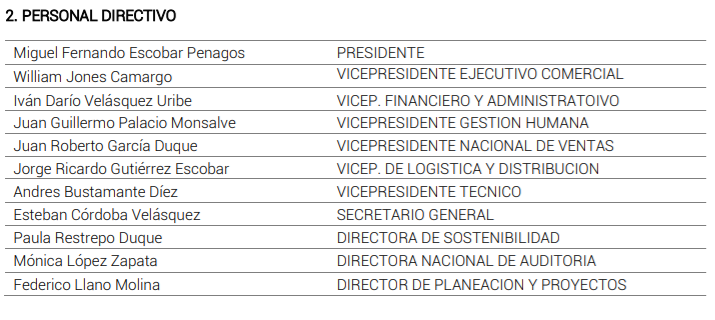 2. PERSONAL DIRECTIVO
Miguel Fernando Escobar Penagos PRESIDENTE
William Jones Camargo VICEPRESIDENTE EJECUTIVO COMERCIAL
Iván Darío Velásquez Uribe VICEP. FINANCIERO Y ADMINISTRATOIVO
Juan Guillermo Palacio Monsalve VICEPRESIDENTE GESTION HUMANA
Juan Roberto García Duque VICEPRESIDENTE NACIONAL DE VENTAS
Jorge Ricardo Gutiérrez Escobar VICEP. DE LOGISTICA Y DISTRIBUCION
Andres Bustamante Díez VICEPRESIDENTE TECNICO
Esteban Córdoba Velásquez SECRETARIO GENERAL
Paula Restrepo Duque DIRECTORA DE SOSTENIBILIDAD
Mónica López Zapata DIRECTORA NACIONAL DE AUDITORIA
Federico Llano Molina DIRECTOR DE PLANEACION Y PROYECTOS